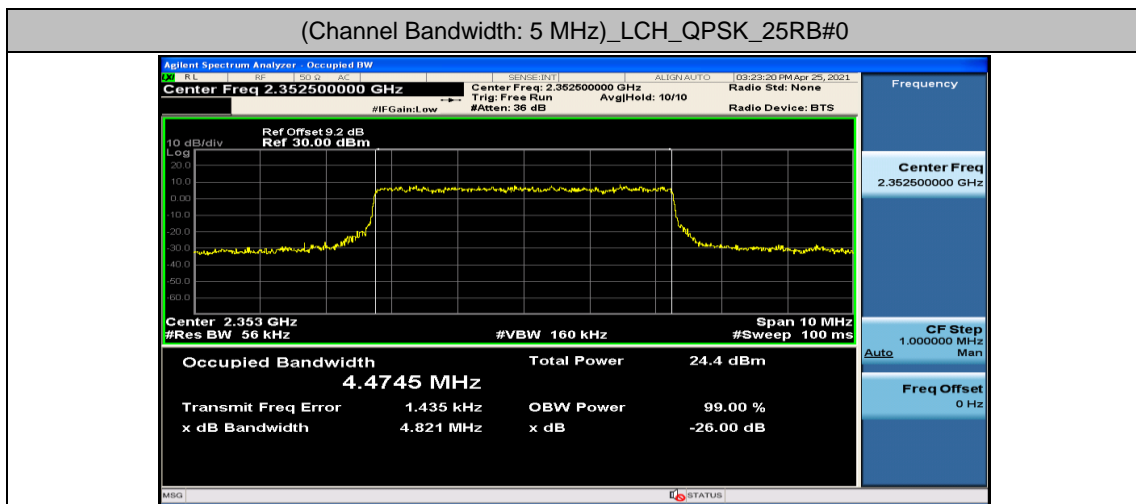 (Channel Bandwidth: 5 MHz)_LCH_QPSK_25RB#0
Agilent Spectrum Analyzer - Occupied BW
RL RF 50 Ω AC SENSE:INT ALIGN AUTO 03:23:20 PM Apr 25, 2021
Center Freq 2.352500000 GHz
Center Freq: 2.352500000 GHz
Radio Std: None
Trig: Free Run Avg|Hold: 10/10
#IFGain:Low #Atten: 36 dB Radio Device: BTS
Frequency
Ref Offset 9.2 dB
10 dB/div Ref 30.00 dBm
Log
20.0
10.0
0.00
-10.0
-20.0
-30.0
-40.0
-50.0
-60.0
Center Freq
2.352500000 GHz
Center 2.353 GHz Span 10 MHz
#Res BW 56 kHz #VBW 160 kHz #Sweep 100 ms
CF Step
1.000000 MHz
Auto Man
Occupied Bandwidth Total Power 24.4 dBm
4.4745 MHz
Transmit Freq Error 1.435 kHz OBW Power 99.00 %
x dB Bandwidth 4.821 MHz x dB -26.00 dB
Freq Offset
0 Hz
MSG STATUS